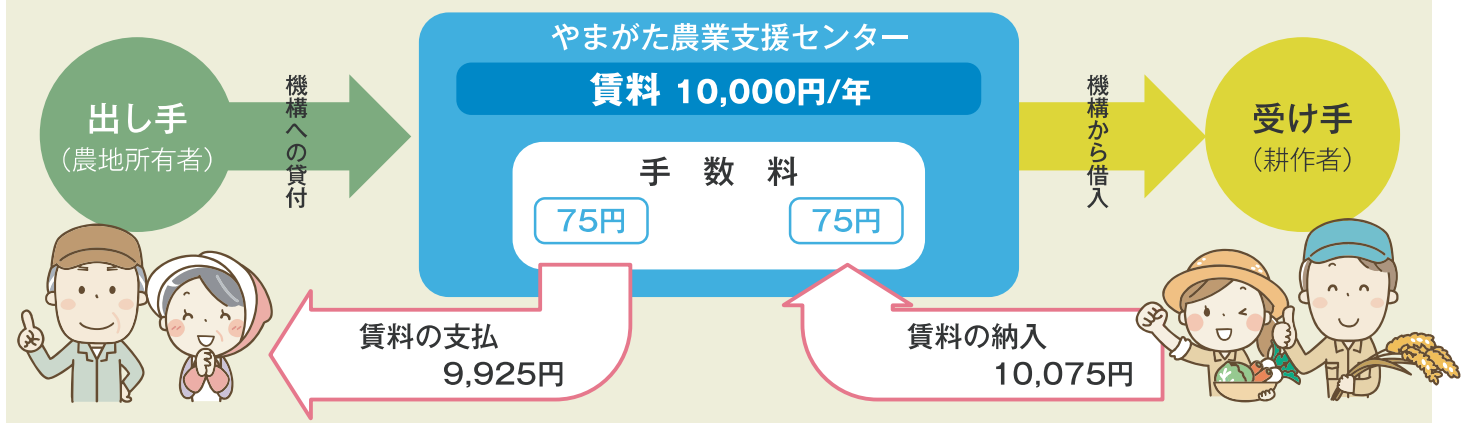 やまがた農業支援センター
賃料 10,000円/年
出し手
（農地所有者）
機構への貸付
手数料
75円
75円
機構から借入
受け手
（耕作者）
賃料の支払
9,925円
賃料の納入
10,075円